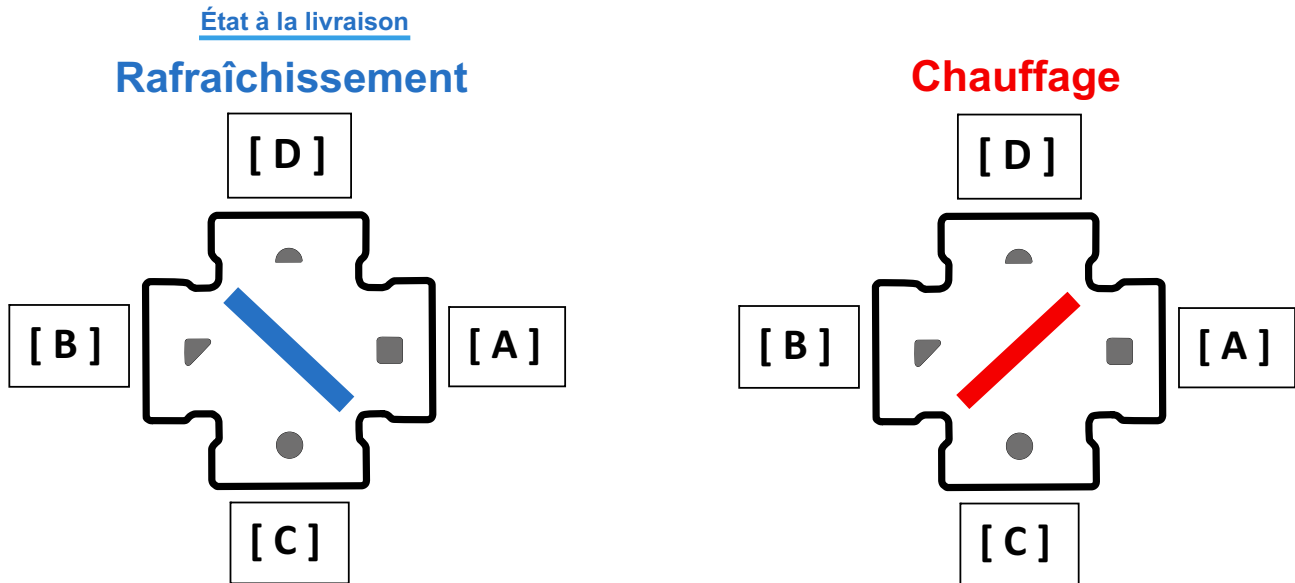 État à la livraison
Rafraîchissement
Chauffage
[ D ]
[ D ]
[ B ]
[ A ]
[ B ]
[ A ]
[ C ]
[ C ]